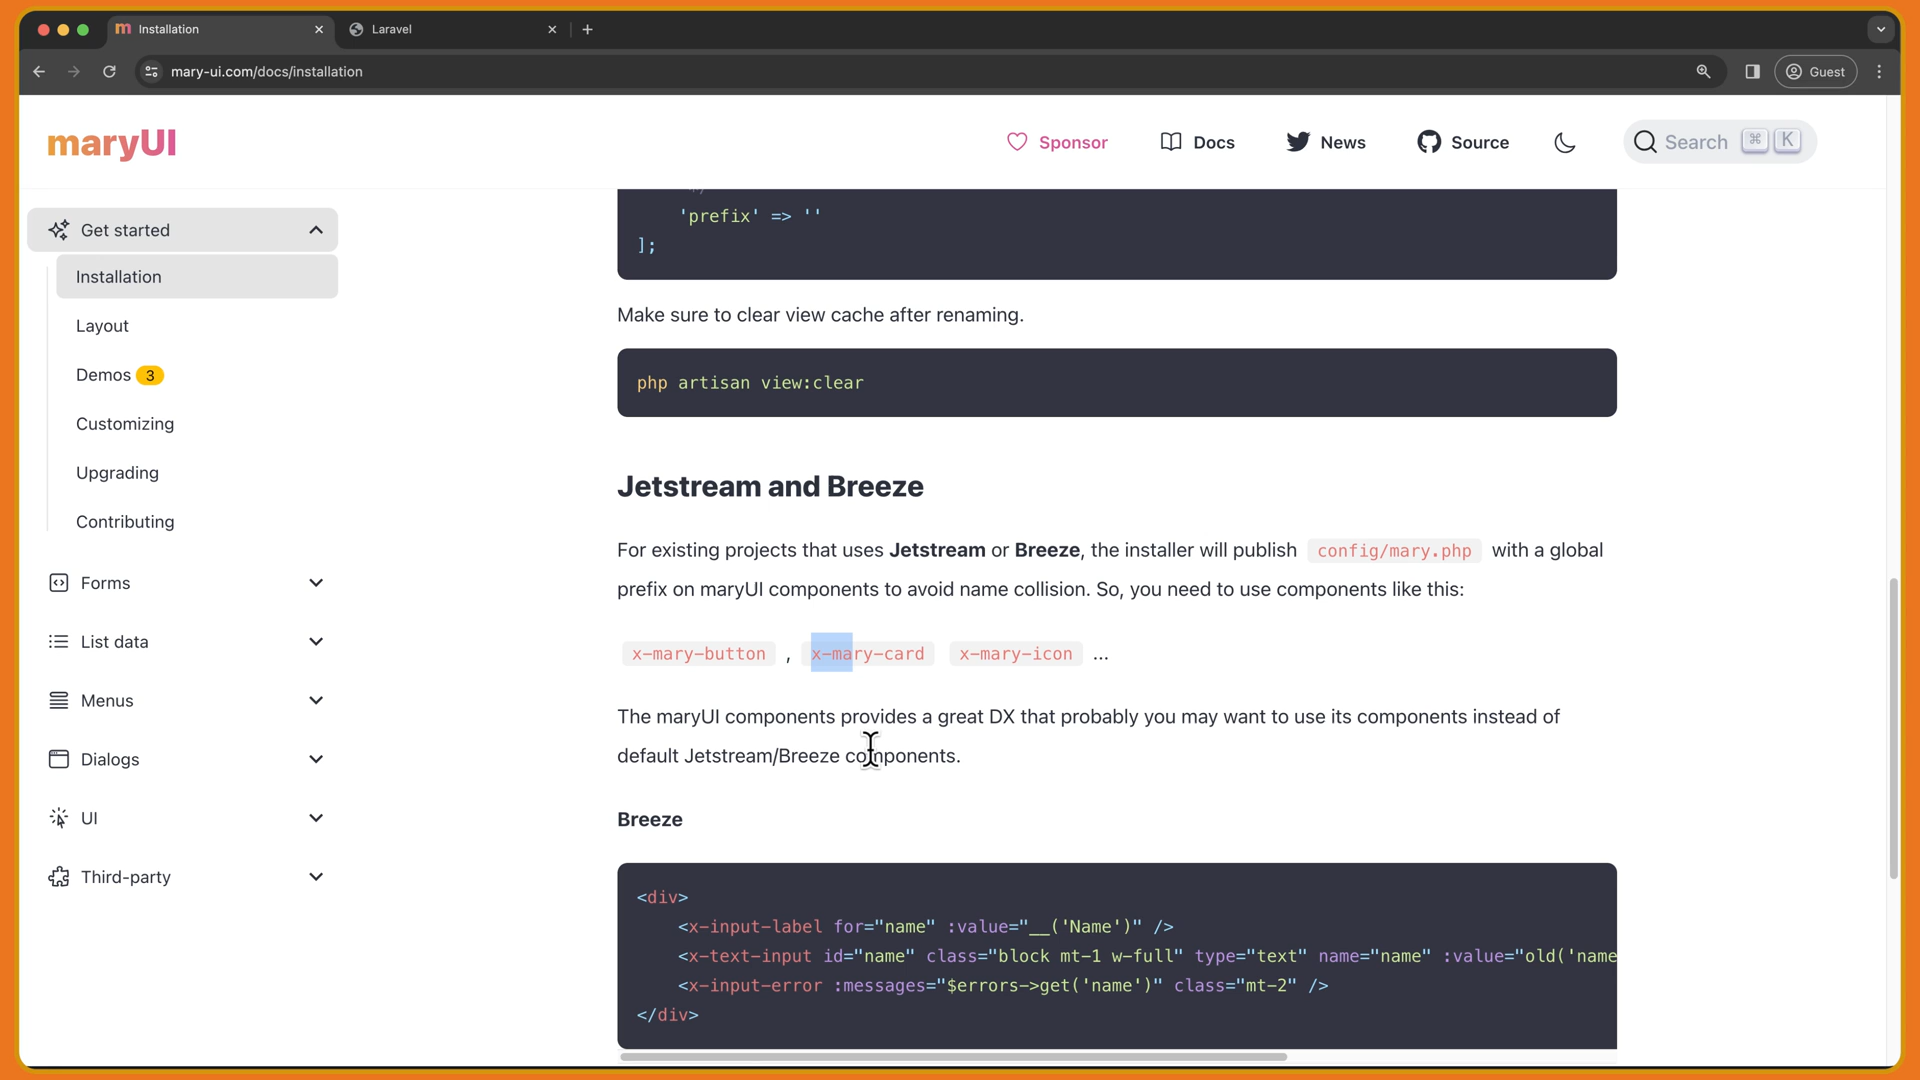 Installation
Laravel
mary-ui.com/docs/installation
Guest
maryUI
Sponsor
Docs
News
Source
Search ⌘ K
Get started
Installation
Layout
Demos 3
Customizing
Upgrading
Contributing
Forms
List data
Menus
Dialogs
UI
Third-party
'prefix' => ''
];
Make sure to clear view cache after renaming.
php artisan view:clear
Jetstream and Breeze
For existing projects that uses Jetstream or Breeze, the installer will publish config/mary.php with a global
prefix on maryUI components to avoid name collision. So, you need to use components like this:
x-mary-button , x-mary-card x-mary-icon ...
The maryUI components provides a great DX that probably you may want to use its components instead of
default Jetstream/Breeze components.
Breeze
<div>
<x-input-label for="name" :value="__('Name')" />
<x-text-input id="name" class="block mt-1 w-full" type="text" name="name" :value="old('name
<x-input-error :messages="$errors->get('name')" class="mt-2" />
</div>